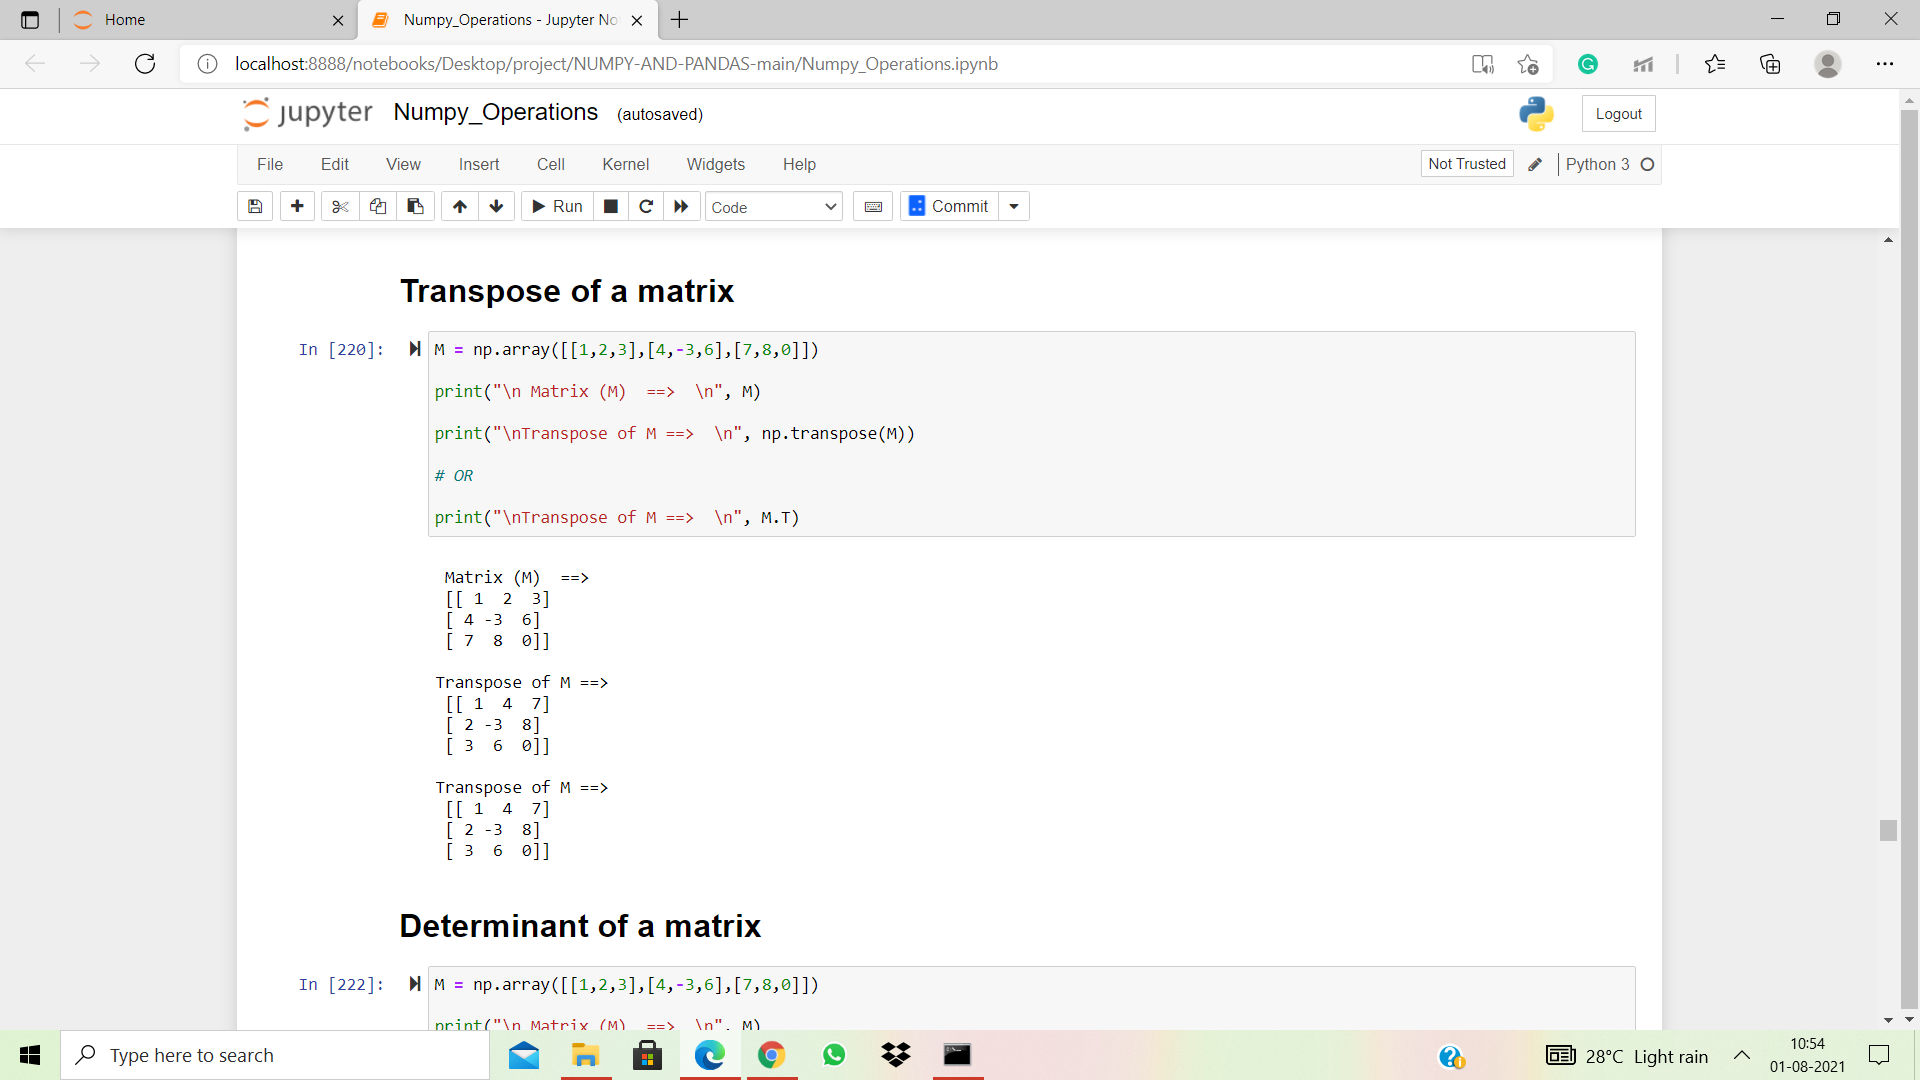 Home
Numpy_Operations - Jupyter No
localhost:8888/notebooks/Desktop/project/NUMPY-AND-PANDAS-main/Numpy_Operations.ipynb
jupyter Numpy_Operations (autosaved)
Logout
File Edit View Insert Cell Kernel Widgets Help
Not Trusted
Python 3
Run
Code
Commit
Transpose of a matrix
In [220]:
M = np.array([[1,2,3],[4,-3,6],[7,8,0]])
print("\n Matrix (M)  ==>  \n", M)
print("\nTranspose of M ==>  \n", np.transpose(M))
# OR
print("\nTranspose of M ==>  \n", M.T)
Matrix (M)  ==>
[[ 1  2  3]
[ 4 -3  6]
[ 7  8  0]]
Transpose of M ==>
[[ 1  4  7]
[ 2 -3  8]
[ 3  6  0]]
Transpose of M ==>
[[ 1  4  7]
[ 2 -3  8]
[ 3  6  0]]
Determinant of a matrix
In [222]:
M = np.array([[1,2,3],[4,-3,6],[7,8,0]])
print("\n Matrix (M)  ==>  \n", M)
Type here to search
28°C Light rain
10:54
01-08-2021